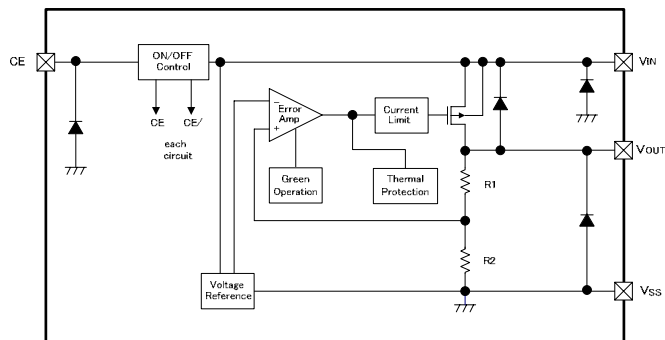 CE
ON/OFF
Control
VIN
CE
CE/
each
circuit
−
Error
Amp
+
Current
Limit
VOUT
Green
Operation
Thermal
Protection
R1
R2
Voltage
Reference
VSS